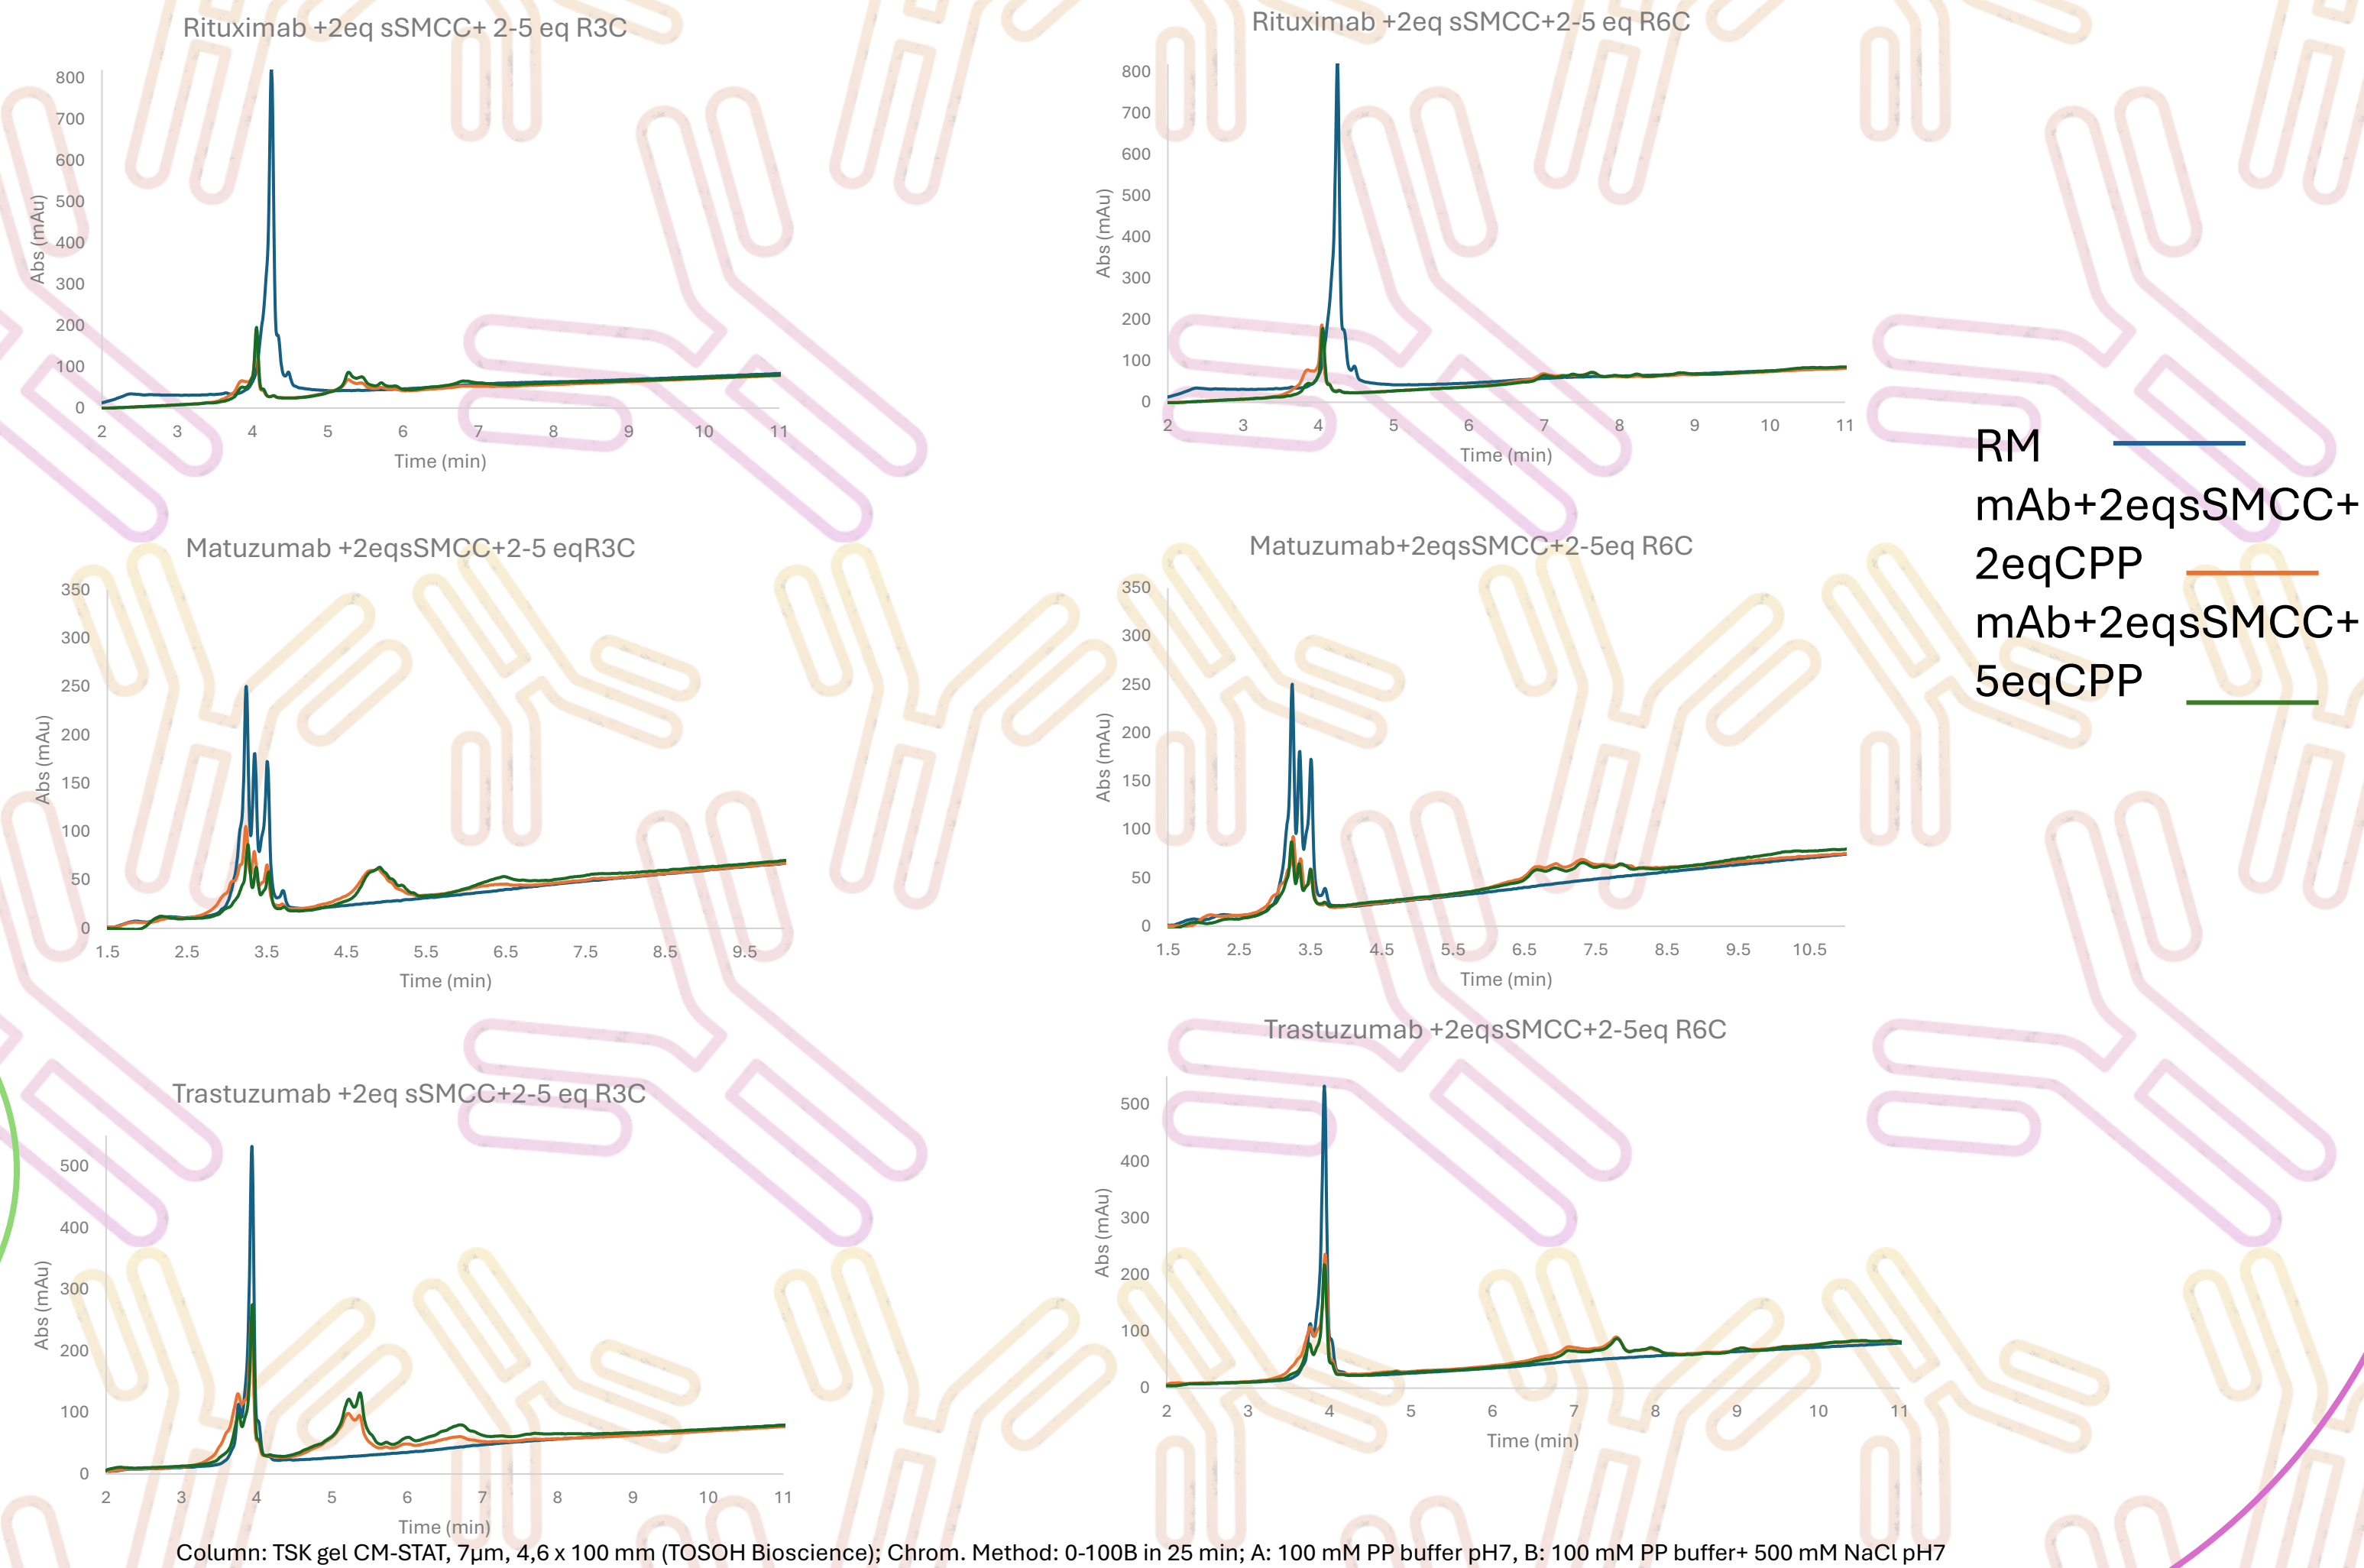 Rituximab +2eq sSMCC+ 2-5 eq R3C
800
700
600
500
400
300
200
100
0
Abs (mAu)
2 3 4 5 6 7 8 9 10 11
Time (min)
Rituximab +2eq sSMCC+2-5 eq R6C
800
700
600
500
400
300
200
100
0
Abs (mAu)
2 3 4 5 6 7 8 9 10 11
Time (min)
RM
mAb+2eqsSMCC+
2eqCPP
mAb+2eqsSMCC+
5eqCPP
Matuzumab +2eqsSMCC+2-5 eqR3C
350
300
250
200
150
100
50
0
Abs (mAu)
1.5 2.5 3.5 4.5 5.5 6.5 7.5 8.5 9.5
Time (min)
Matuzumab+2eqsSMCC+2-5eq R6C
350
300
250
200
150
100
50
0
Abs (mAu)
1.5 2.5 3.5 4.5 5.5 6.5 7.5 8.5 9.5 10.5
Time (min)
Trastuzumab +2eq sSMCC+2-5 eq R3C
500
400
300
200
100
0
Abs (mAu)
2 3 4 5 6 7 8 9 10 11
Time (min)
Trastuzumab +2eqsSMCC+2-5eq R6C
500
400
300
200
100
0
Abs (mAu)
2 3 4 5 6 7 8 9 10 11
Time (min)
Column: TSK gel CM-STAT, 7µm, 4,6 x 100 mm (TOSOH Bioscience); Chrom. Method: 0-100B in 25 min; A: 100 mM PP buffer pH7, B: 100 mM PP buffer+ 500 mM NaCl pH7